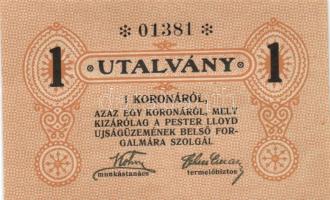 * 01381 *
1 UTALVÁNY 1
1 KORONÁRÓL,
AZAZ EGY KORONÁRÓL, MELY
KIZÁRÓLAG A PESTER LLOYD
UJSÁGÜZEMÉNEK BELSŐ FOR-
GALMÁRA SZOLGÁL
munkástanács termelőbiztos